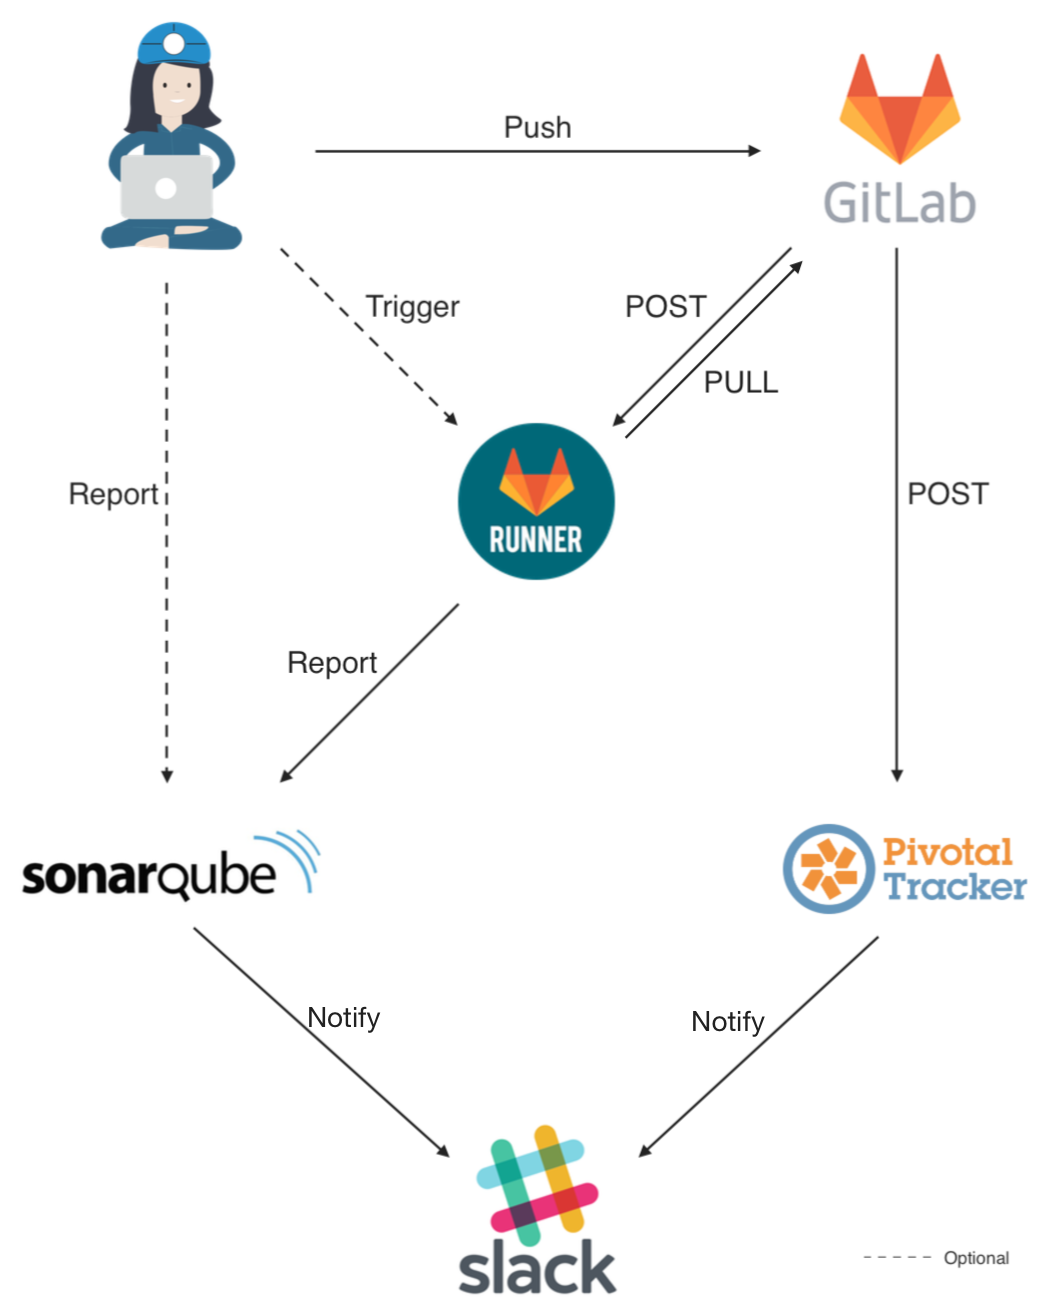 Push
GitLab
Trigger
POST
PULL
Report
POST
RUNNER
Report
sonarqube
Pivotal
Tracker
Notify
Notify
slack
Optional